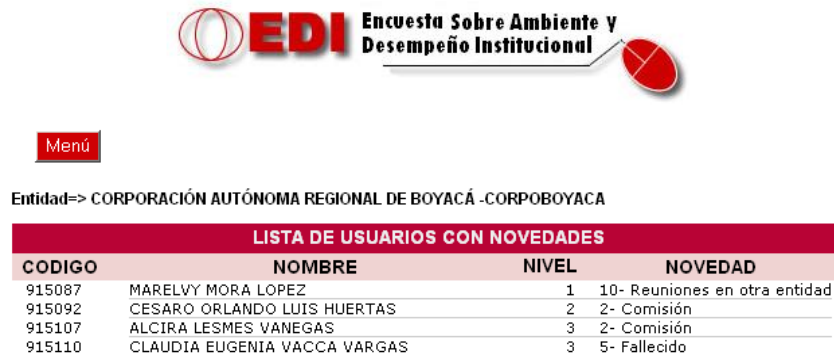 EDI Encuesta Sobre Ambiente y
Desempeño Institucional
Menú
Entidad=> CORPORACIÓN AUTÓNOMA REGIONAL DE BOYACÁ -CORPOBOYACA
LISTA DE USUARIOS CON NOVEDADES
CODIGO NOMBRE NIVEL NOVEDAD
915087 MARELVY MORA LOPEZ 1 10- Reuniones en otra entidad
915092 CESARO ORLANDO LUIS HUERTAS 2 2- Comisión
915107 ALCIRA LESMES VANEGAS 3 2- Comisión
915110 CLAUDIA EUGENIA VACCA VARGAS 3 5- Fallecido